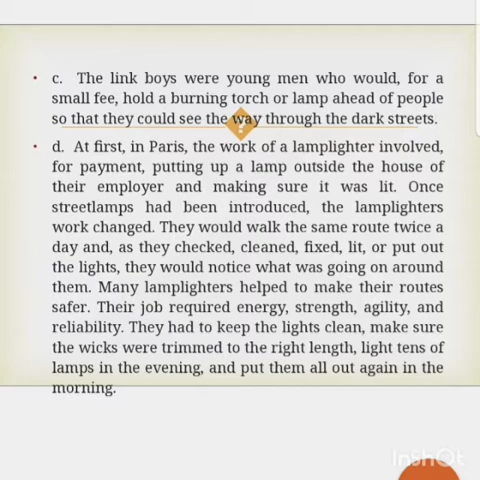 • c. The link boys were young men who would, for a
small fee, hold a burning torch or lamp ahead of people
so that they could see the way through the dark streets.
• d. At first, in Paris, the work of a lamplighter involved,
for payment, putting up a lamp outside the house of
their employer and making sure it was lit. Once
streetlamps had been introduced, the lamplighters
work changed. They would walk the same route twice a
day and, as they checked, cleaned, fixed, lit, or put out
the lights, they would notice what was going on around
them. Many lamplighters helped to make their routes
safer. Their job required energy, strength, agility, and
reliability. They had to keep the lights clean, make sure
the wicks were trimmed to the right length, light tens of
lamps in the evening, and put them all out again in the
morning.
InShOt